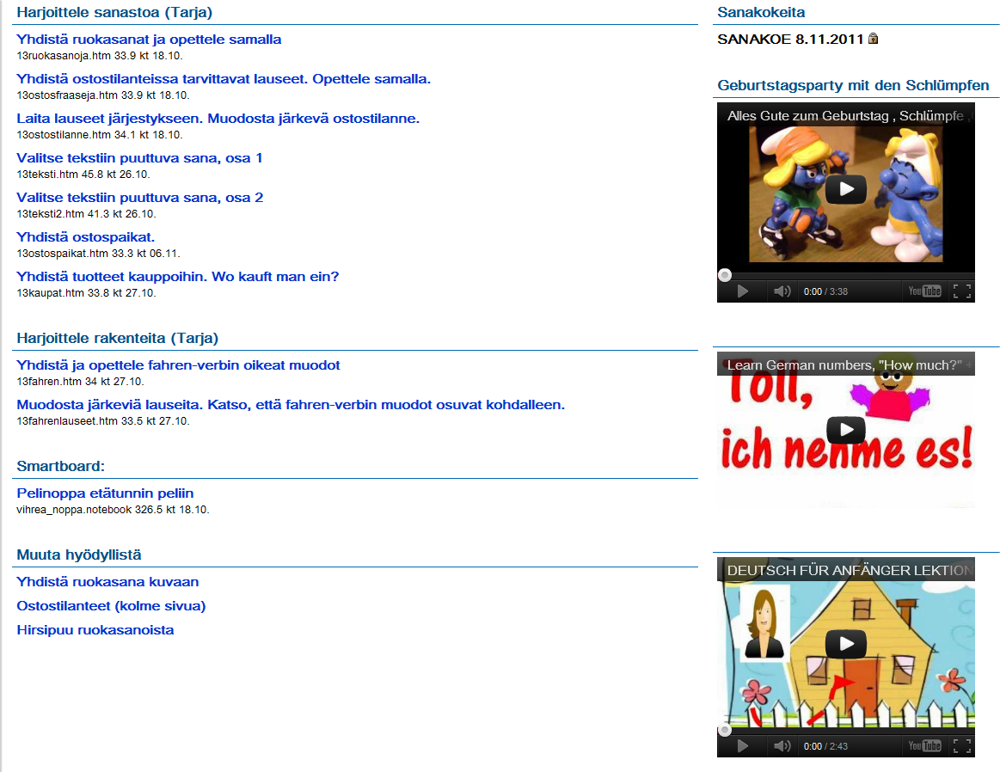 Harjoittele sanastoa (Tarja)
Yhdistä ruokasanat ja opettele samalla
13ruokasanoja.htm 33.9 kt 18.10.
Yhdistä ostostilanteissa tarvittavat lauseet. Opettele samalla.
13ostosfraaseja.htm 33.9 kt 18.10.
Laita lauseet järjestykseen. Muodosta järkevä ostostilanne.
13ostostilanne.htm 34.1 kt 18.10.
Valitse tekstiin puuttuva sana, osa 1
13teksti.htm 45.8 kt 26.10.
Valitse tekstiin puuttuva sana, osa 2
13teksti2.htm 41.3 kt 26.10.
Yhdistä ostospaikat.
13ostospaikat.htm 33.3 kt 06.11.
Yhdistä tuotteet kauppoihin. Wo kauft man ein?
13kaupat.htm 33.8 kt 27.10.
Harjoittele rakenteita (Tarja)
Yhdistä ja opettele fahren-verbin oikeat muodot
13fahren.htm 34 kt 27.10.
Muodosta järkeviä lauseita. Katso, että fahren-verbin muodot osuvat kohdalleen.
13fahrenlauseet.htm 33.5 kt 27.10.
Smartboard:
Pelinoppa etätunnin peliin
vihrea_noppa.notebook 326.5 kt 18.10.
Muuta hyödyllistä
Yhdistä ruokasana kuvaan
Ostostilanteet (kolme sivua)
Hirsipuu ruokasanoista
Sanakokeita
SANAKOE 8.11.2011
Geburtstagsparty mit den Schlümpfen
Alles Gute zum Geburtstag , Schlümpfe ,
0:00 / 3:38
YouTube
Learn German numbers, "How much?" +
Toll,
ich nehme es!
DEUTSCH FÜR ANFÄNGER LEKTION
0:00 / 2:43
YouTube